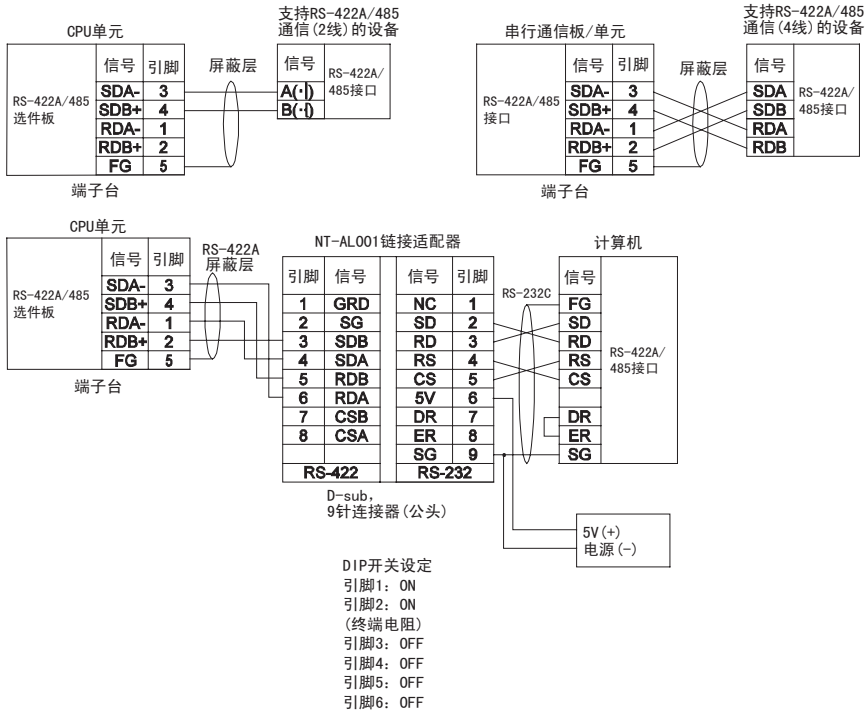 CPU单元
支持RS-422A/485
通信(2线)的设备
RS-422A/485
选件板
信号 引脚
SDA- 3
SDB+ 4
RDA- 1
RDB+ 2
FG 5
屏蔽层
信号
A(-)
B(+)
RS-422A/
485接口
端子台
串行通信板/单元
支持RS-422A/485
通信(4线)的设备
RS-422A/485
接口
信号 引脚
SDA- 3
SDB+ 4
RDA- 1
RDB+ 2
FG 5
屏蔽层
信号
SDA
SDB
RDA
RDB
RS-422A/
485接口
端子台
CPU单元
RS-422A/485
选件板
信号 引脚
SDA- 3
SDB+ 4
RDA- 1
RDB+ 2
FG 5
端子台
RS-422A
屏蔽层
NT-AL001链接适配器
引脚 信号 信号 引脚
1 GRD NC 1
2 SG SD 2
3 SDB RD 3
4 SDA RS 4
5 RDB CS 5
6 RDA 5V 6
7 CSB DR 7
8 CSA ER 8
SG 9
RS-422 RS-232
D-sub,
9针连接器(公头)
RS-232C
计算机
信号
FG
SD
RD
RS
CS
DR
ER
SG
RS-422A/
485接口
5V(+)
电源(-)
DIP开关设定
引脚1: ON
引脚2: ON
(终端电阻)
引脚3: OFF
引脚4: OFF
引脚5: OFF
引脚6: OFF